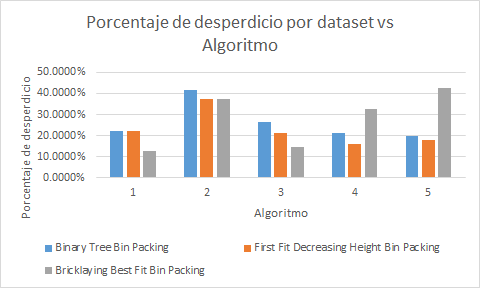 Porcentaje de desperdicio por dataset vs
Algoritmo
Porcentaje de desperdicio
50.0000%
40.0000%
30.0000%
20.0000%
10.0000%
0.0000%
1 2 3 4 5
Algoritmo
Binary Tree Bin Packing First Fit Decreasing Height Bin Packing
Bricklaying Best Fit Bin Packing